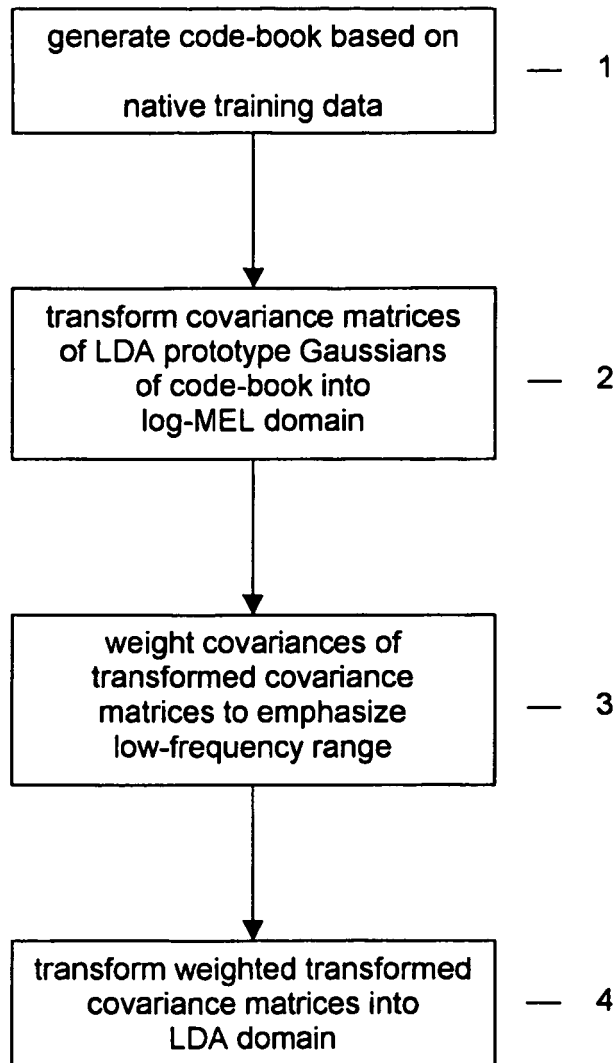 generate code-book based on
native training data
— 1
transform covariance matrices
of LDA prototype Gaussians
of code-book into
log-MEL domain
— 2
weight covariances of
transformed covariance
matrices to emphasize
low-frequency range
— 3
transform weighted transformed
covariance matrices into
LDA domain
— 4